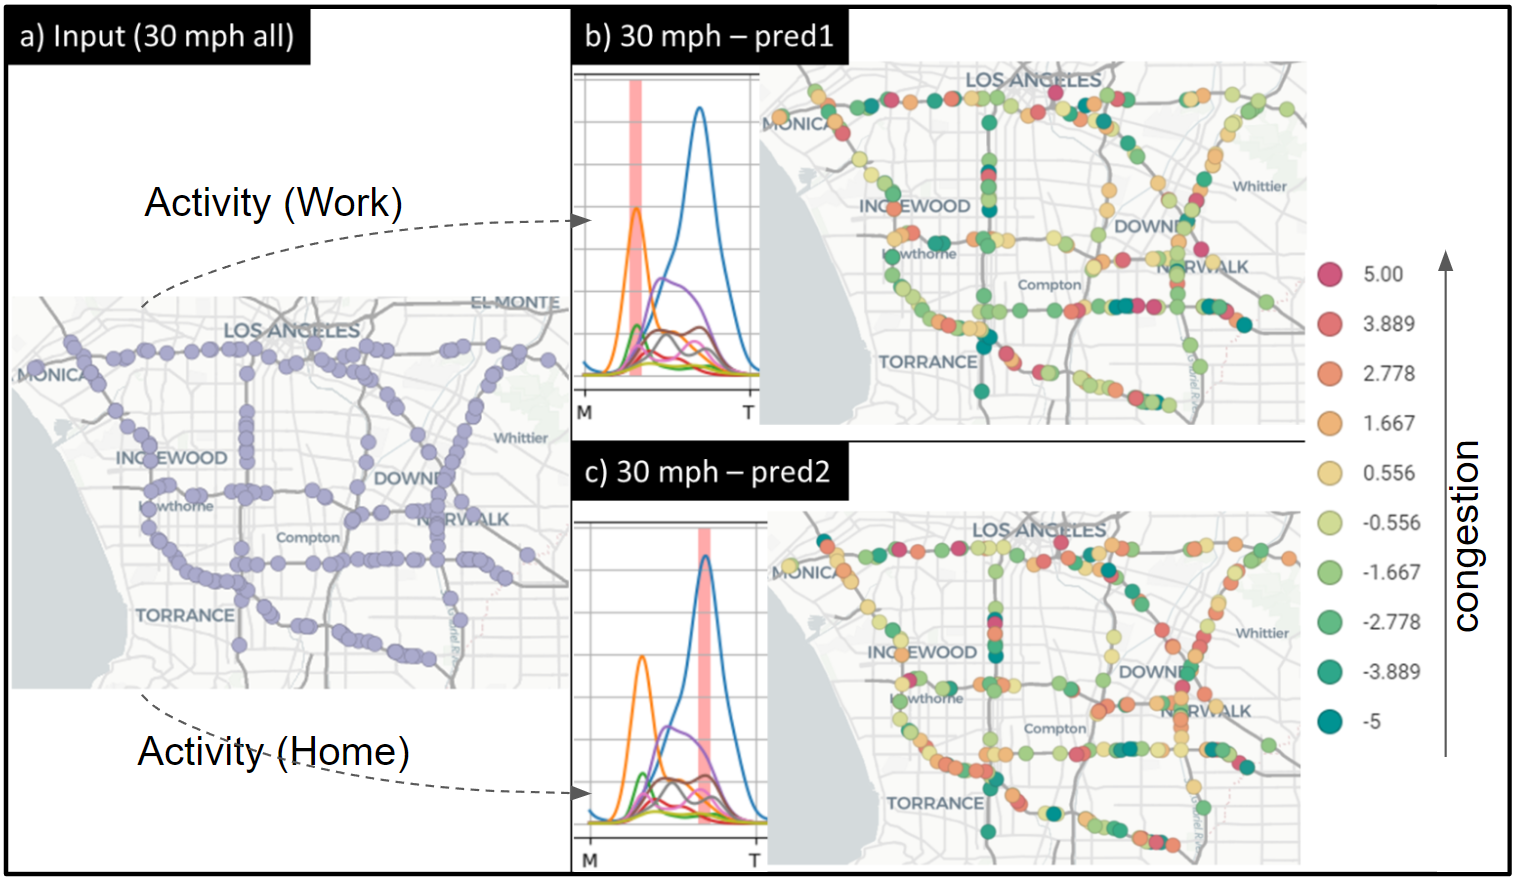 a) Input (30 mph all)
b) 30 mph – pred1
Activity (Work)
EL MONTE
LOS ANGELES
MONICA
Whittier
INGLEWOOD
DOWNE
Hawthorne
NORWALK
Compton
TORRANCE
Activity (Home)
M
T
LOS ANGELES
MONICA
Whittier
INGLEWOOD
DOWNE
Hawthorne
NORWALK
Compton
TORRANCE
c) 30 mph – pred2
M
T
LOS ANGELES
MONICA
Whittier
INGLEWOOD
DOWNE
Hawthorne
NORWALK
Compton
TORRANCE
5.00
3.889
2.778
1.667
0.556
-0.556
-1.667
-2.778
-3.889
-5
congestion